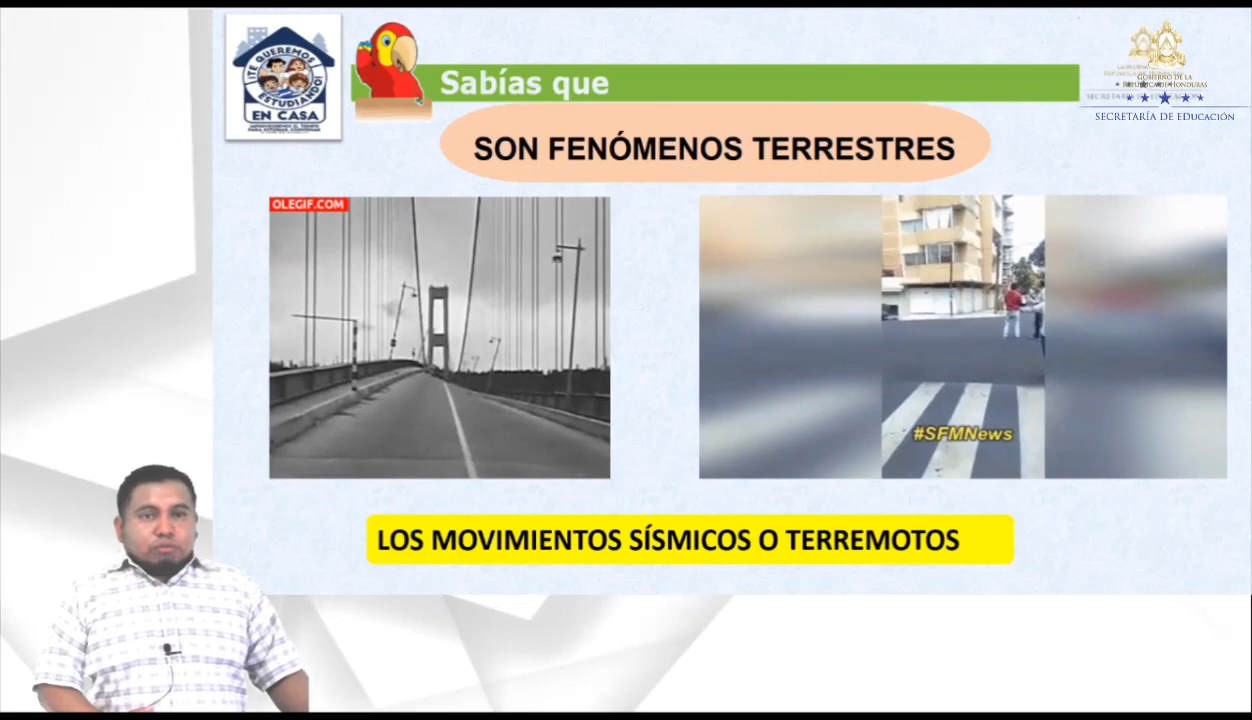 ¡TE QUEREMOS
ESTUDIANDO!
EN CASA
Sabías que
GOBIERNO DE LA
REPÚBLICA DE HONDURAS
SECRETARÍA DE EDUCACIÓN
SON FENÓMENOS TERRESTRES
OLEGIF.COM
#SFMNews
LOS MOVIMIENTOS SÍSMICOS O TERREMOTOS